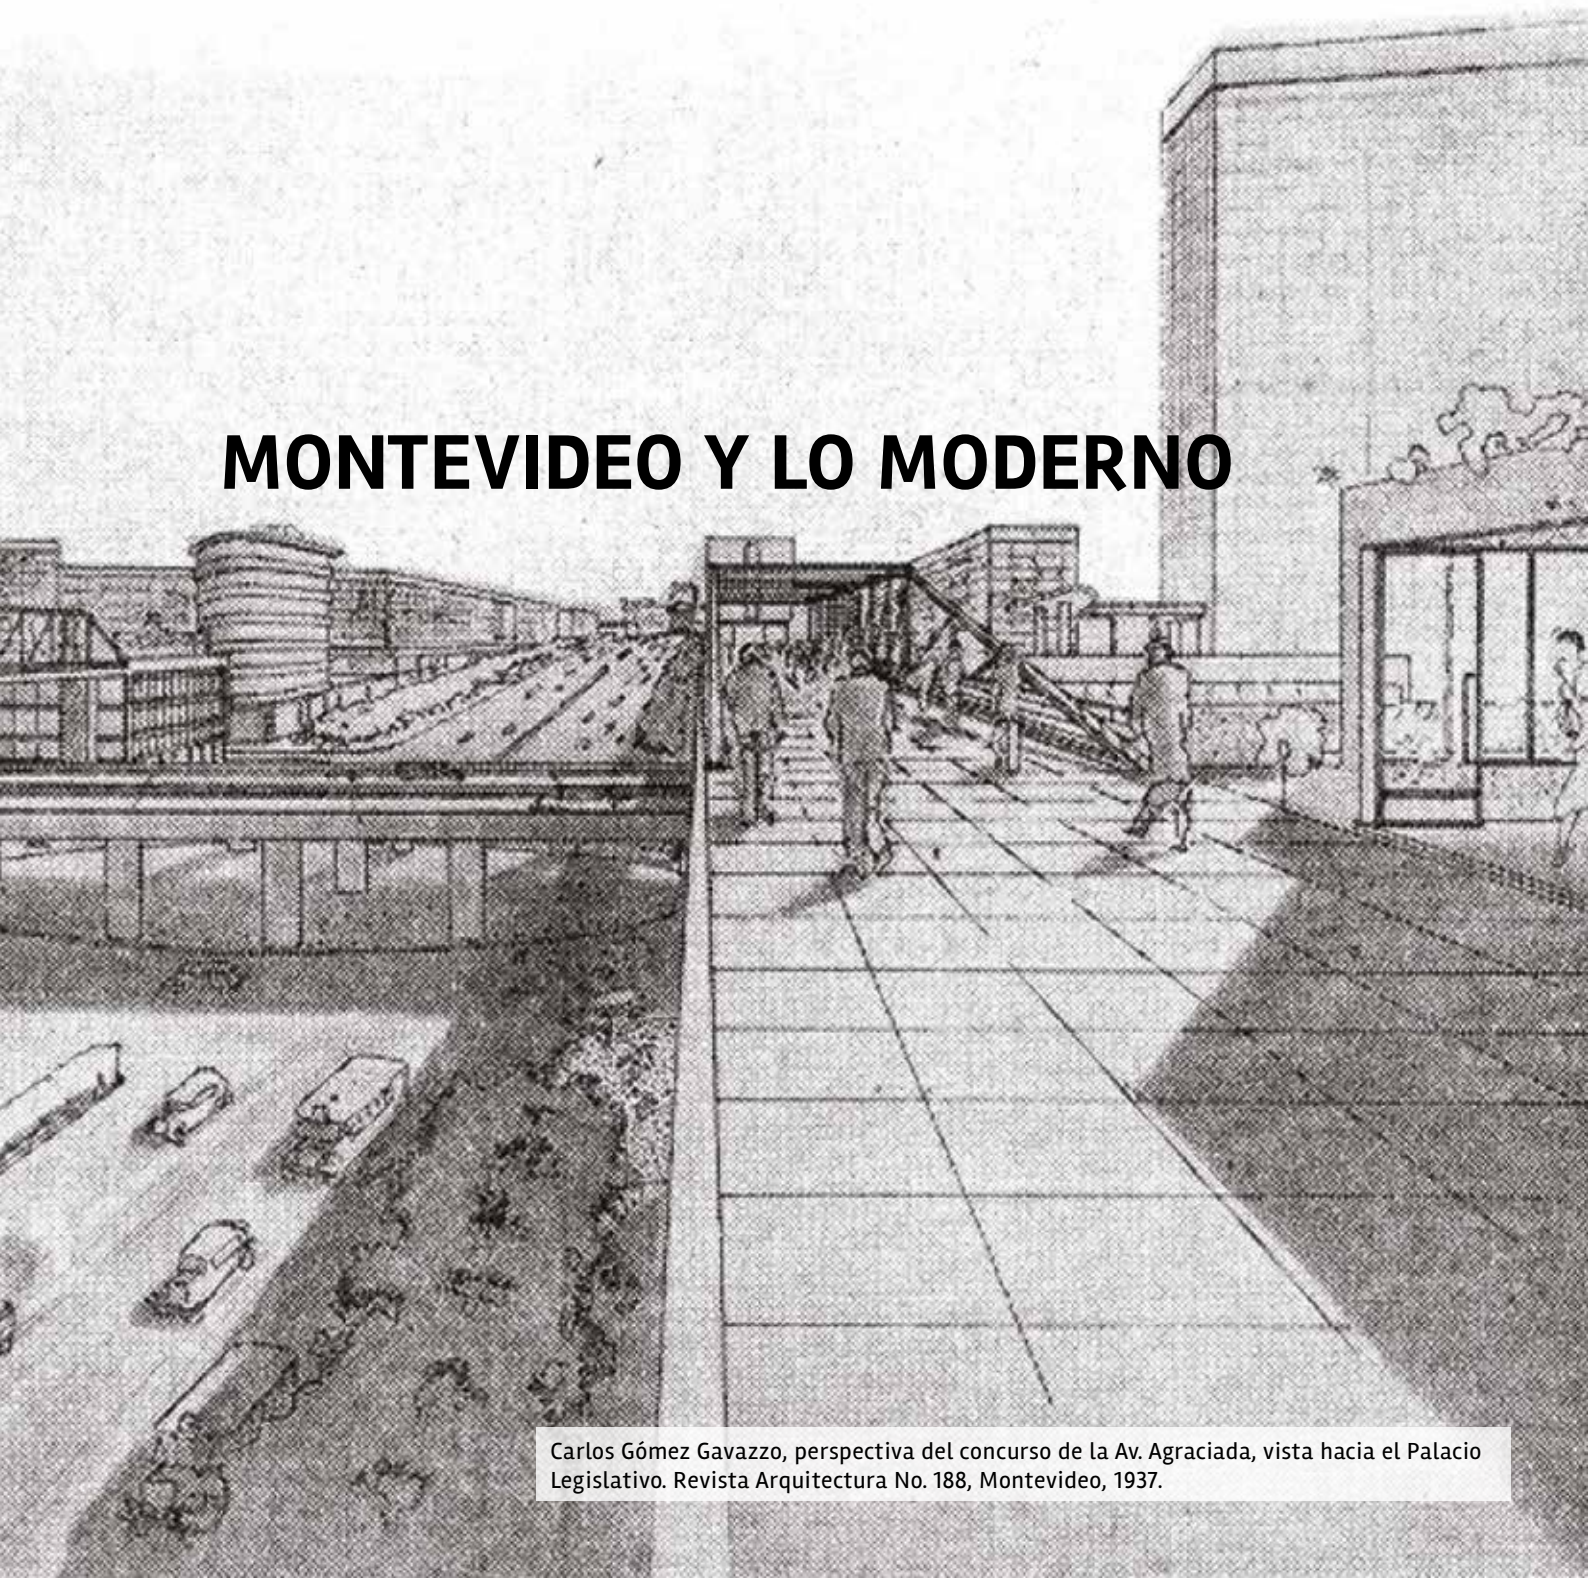 MONTEVIDEO Y LO MODERNO
Carlos Gómez Gavazzo, perspectiva del concurso de la Av. Agraciada, vista hacia el Palacio
Legislativo. Revista Arquitectura No. 188, Montevideo, 1937.